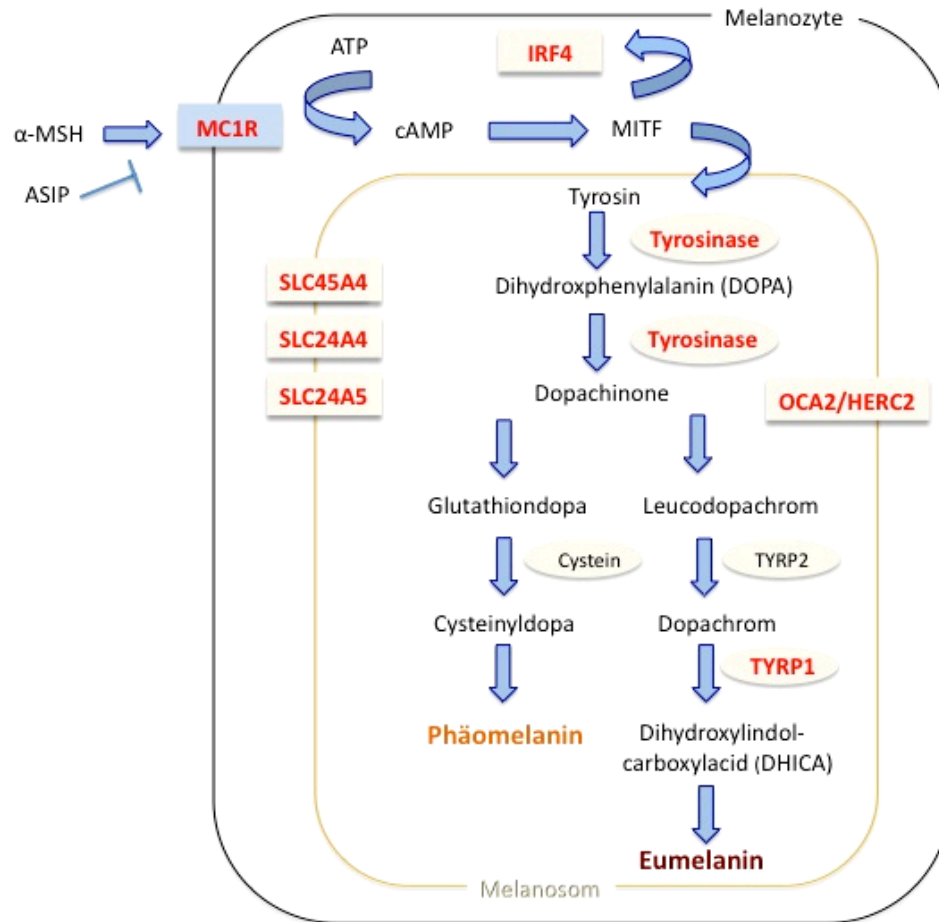 Melanozyte
ATP
IRF4
α-MSH
MC1R
cAMP
MITF
ASIP
Tyrosin
Tyrosinase
SLC45A4
Dihydroxphenylalanin (DOPA)
SLC24A4
Tyrosinase
SLC24A5
Dopachinone
OCA2/HERC2
Glutathiondopa
Leucodopachrom
Cystein
TYRP2
Cysteinyldopa
Dopachrom
TYRP1
Phäomelanin
Dihydroxylindol-
carboxylacid (DHICA)
Eumelanin
Melanosom